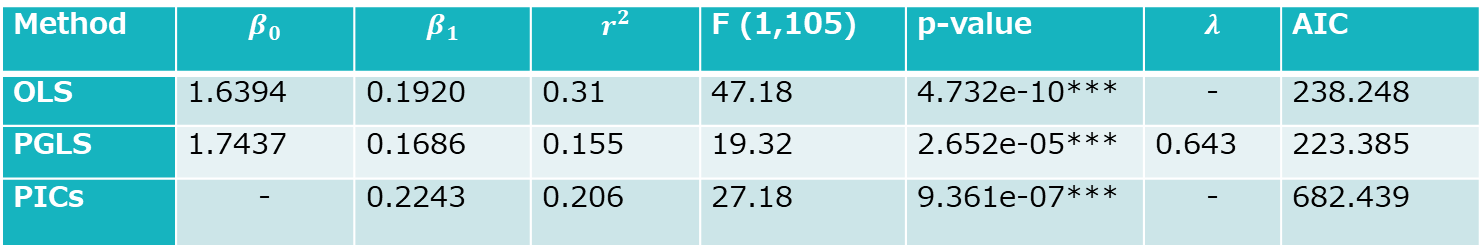 Method β₀ β₁ r² F (1,105) p-value λ AIC
OLS 1.6394 0.1920 0.31 47.18 4.732e-10*** - 238.248
PGLS 1.7437 0.1686 0.155 19.32 2.652e-05*** 0.643 223.385
PICs - 0.2243 0.206 27.18 9.361e-07*** - 682.439